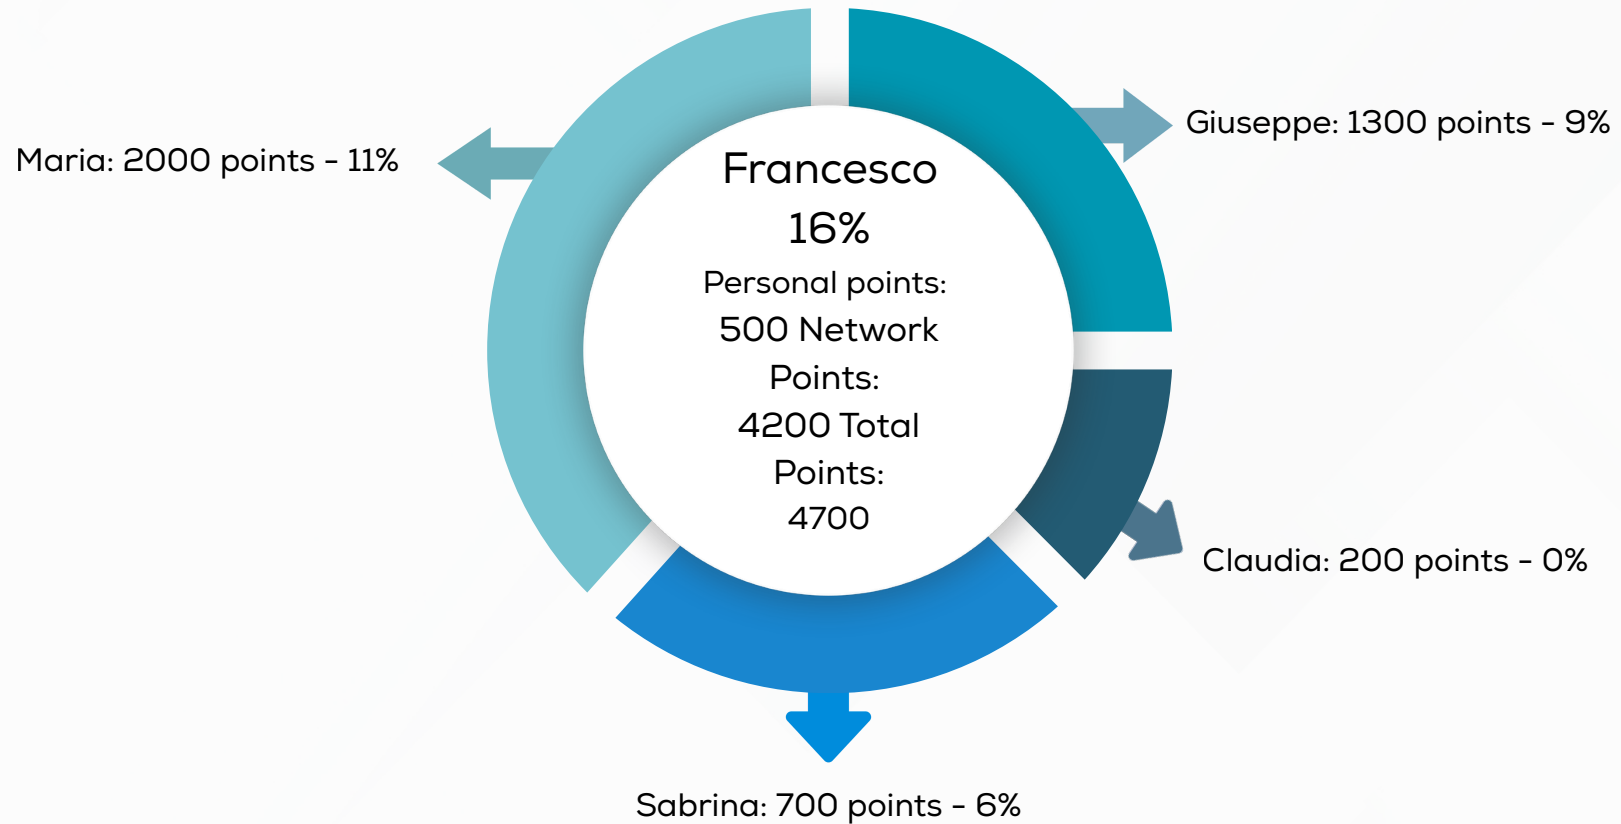 Giuseppe: 1300 points - 9%
Maria: 2000 points - 11%
Francesco
16%
Personal points:
500 Network
Points:
4200 Total
Points:
4700
Claudia: 200 points - 0%
Sabrina: 700 points - 6%